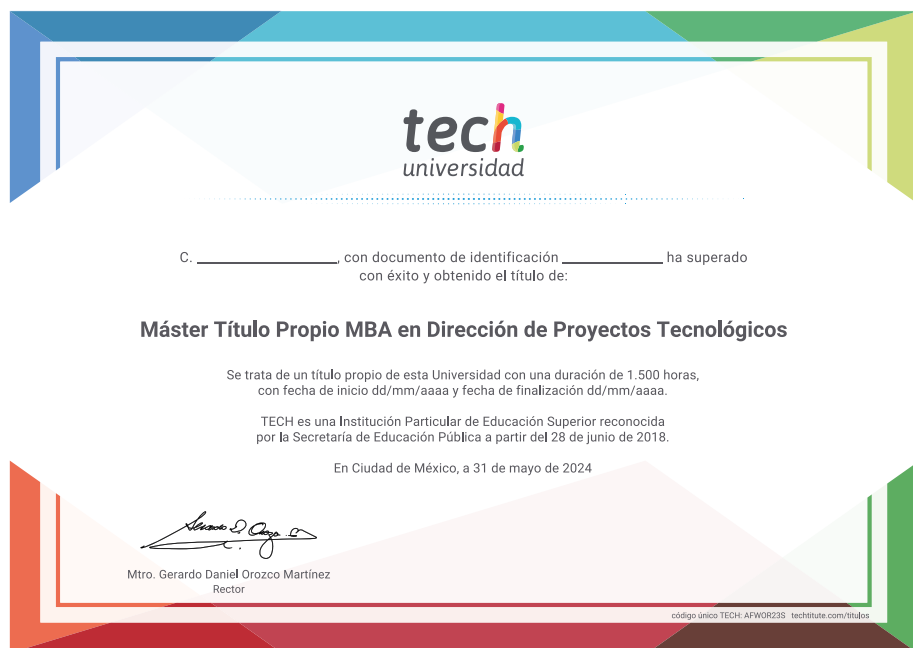 tech
universidad
C. ____________, con documento de identificación ____________ ha superado
con éxito y obtenido el título de:
Máster Título Propio MBA en Dirección de Proyectos Tecnológicos
Se trata de un título propio de esta Universidad con una duración de 1.500 horas,
con fecha de inicio dd/mm/aaaa y fecha de finalización dd/mm/aaaa.
TECH es una Institución Particular de Educación Superior reconocida
por la Secretaría de Educación Pública a partir del 28 de junio de 2018.
En Ciudad de México, a 31 de mayo de 2024
Mtro. Gerardo Daniel Orozco Martínez
Rector
código único TECH: AFWOR23S techtitute.com/titulos